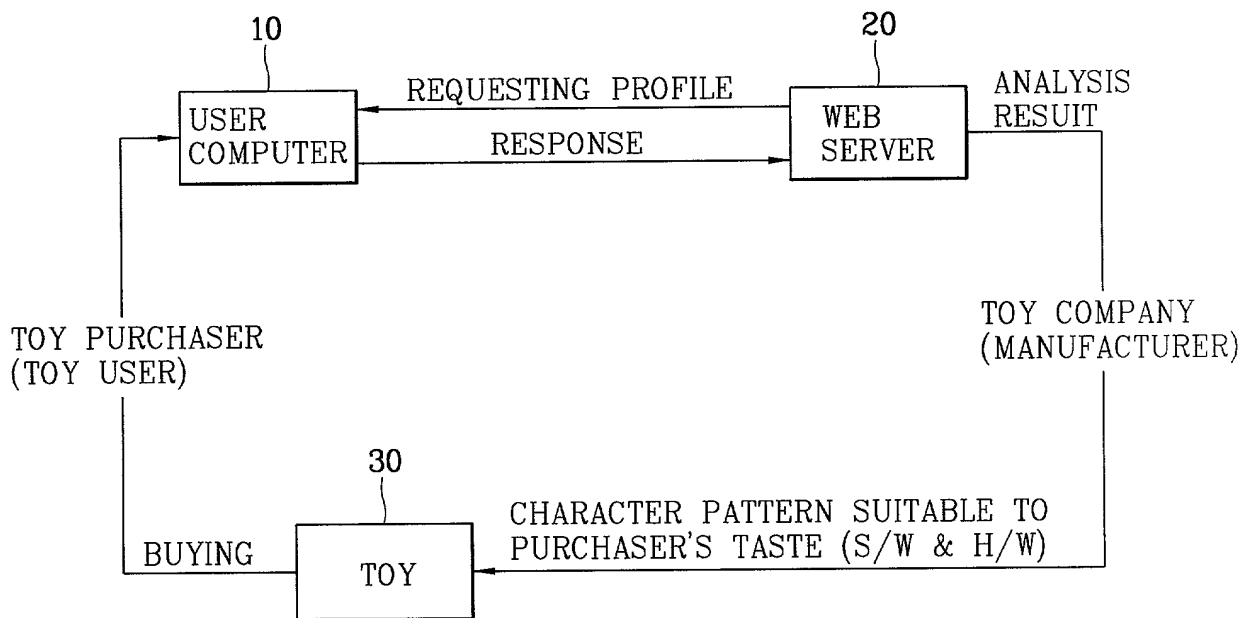 10
20
REQUESTING PROFILE
ANALYSIS
RESUIT
USER
COMPUTER
WEB
SERVER
RESPONSE
TOY PURCHASER
(TOY USER)
TOY COMPANY
(MANUFACTURER)
30
CHARACTER PATTERN SUITABLE TO
PURCHASER'S TASTE (S/W & H/W)
BUYING
TOY